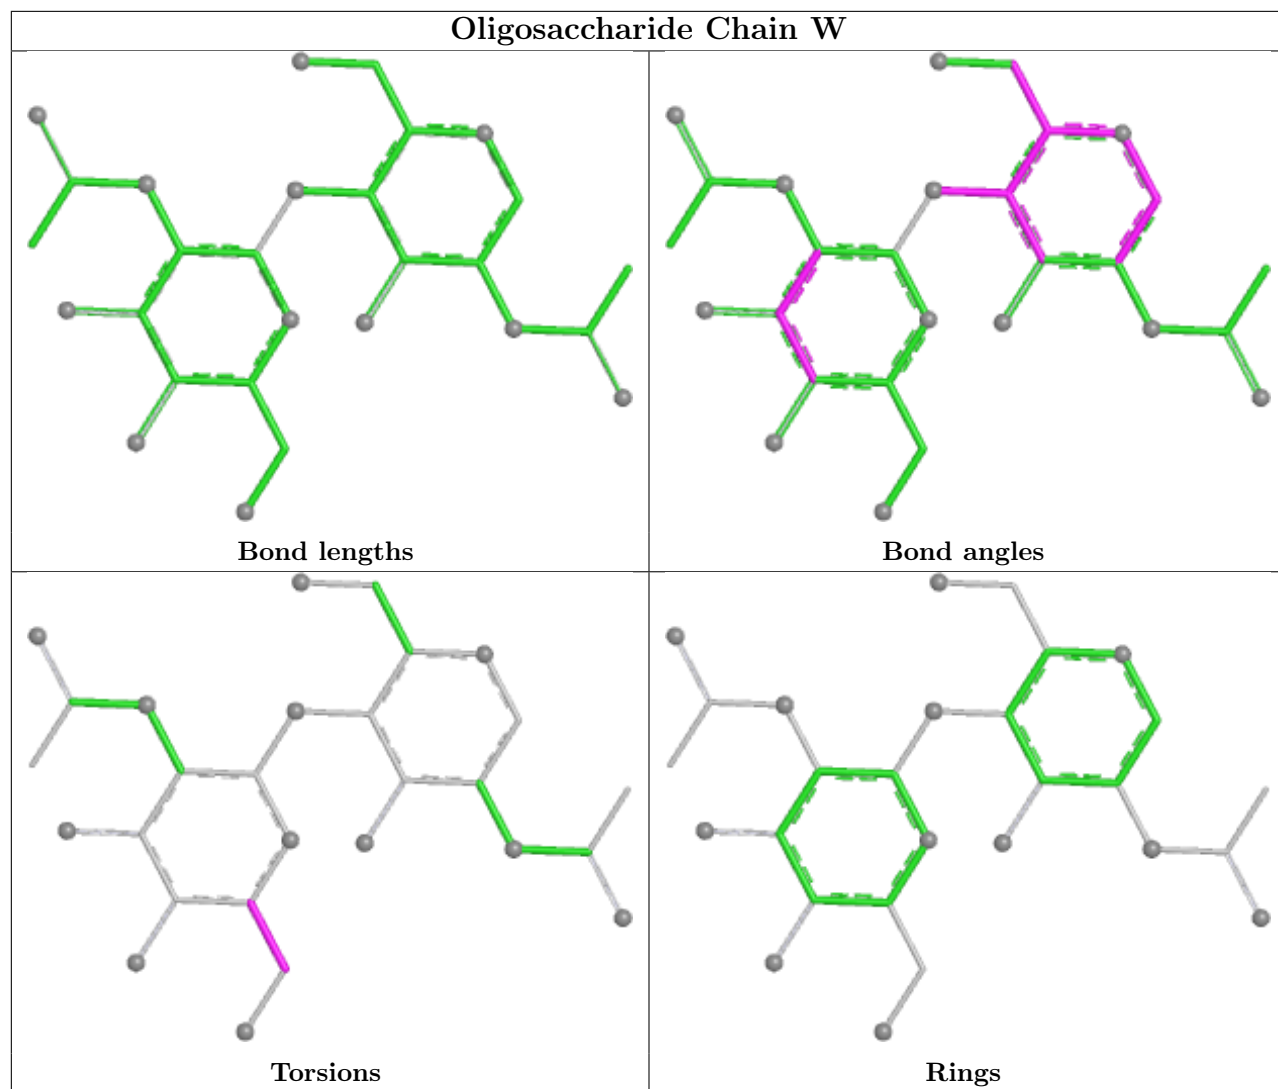 Oligosaccharide Chain W
Bond lengths
Bond angles
Torsions
Rings